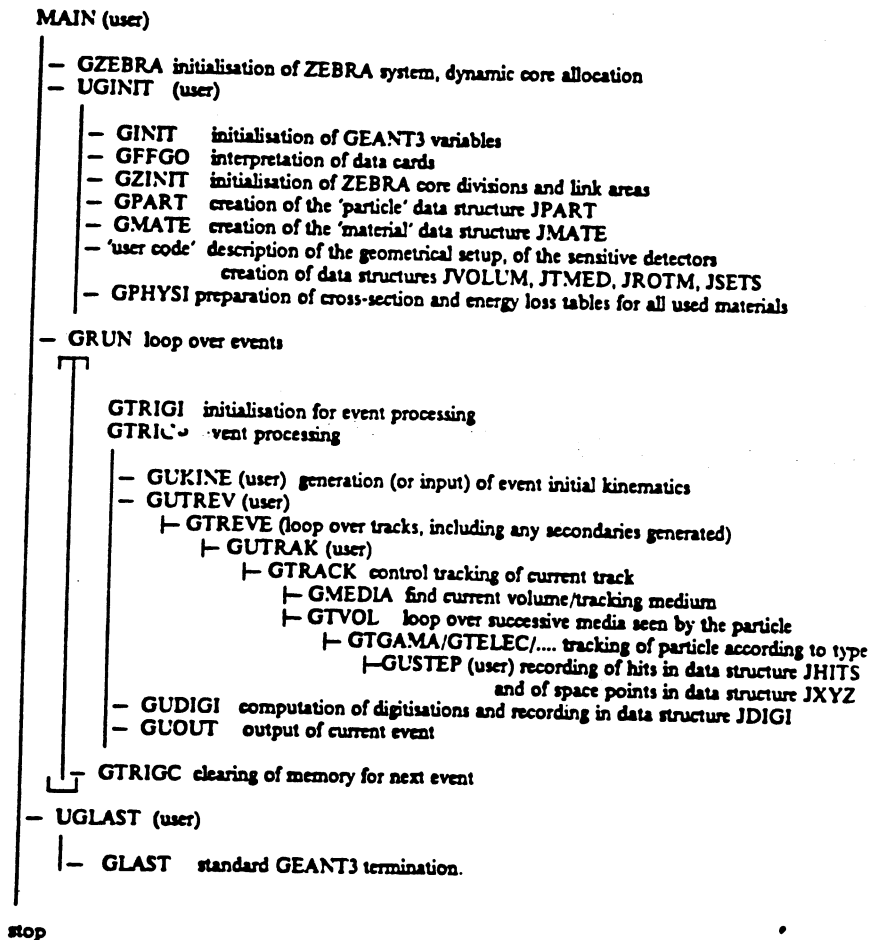 MAIN (user)
– GZEBRA initialisation of ZEBRA system, dynamic core allocation
– UGINIT (user)
– GINIT initialisation of GEANT3 variables
– GFFGO interpretation of data cards
– GZINIT initialisation of ZEBRA core divisions and link areas
– GPART creation of the 'particle' data structure JPART
– GMATE creation of the 'material' data structure JMATE
– 'user code' description of the geometrical setup, of the sensitive detectors
creation of data structures JVOLUM, JTMED, JROTM, JSETS
– GPHYSI preparation of cross-section and energy loss tables for all used materials
– GRUN loop over events
GTRIGI initialisation for event processing
vent processing
– GUKINE (user) generation (or input) of event initial kinematics
– GUTREV (user)
GTREVE (loop over tracks, including any secondaries generated)
GUTRAK (user)
GTRACK control tracking of current track
GMEDIA find current volume/tracking medium
GTVOL loop over successive media seen by the particle
GTGAMA/GTELEC/.... tracking of particle according to type
GUSTEP (user) recording of hits in data structure JHITS
and of space points in data structure JXYZ
– GUDIGI computation of digitisations and recording in data structure JDIGI
– GUOUT output of current event
– GTRIGC clearing of memory for next event
– UGLAST (user)
– GLAST standard GEANT3 termination.
stop